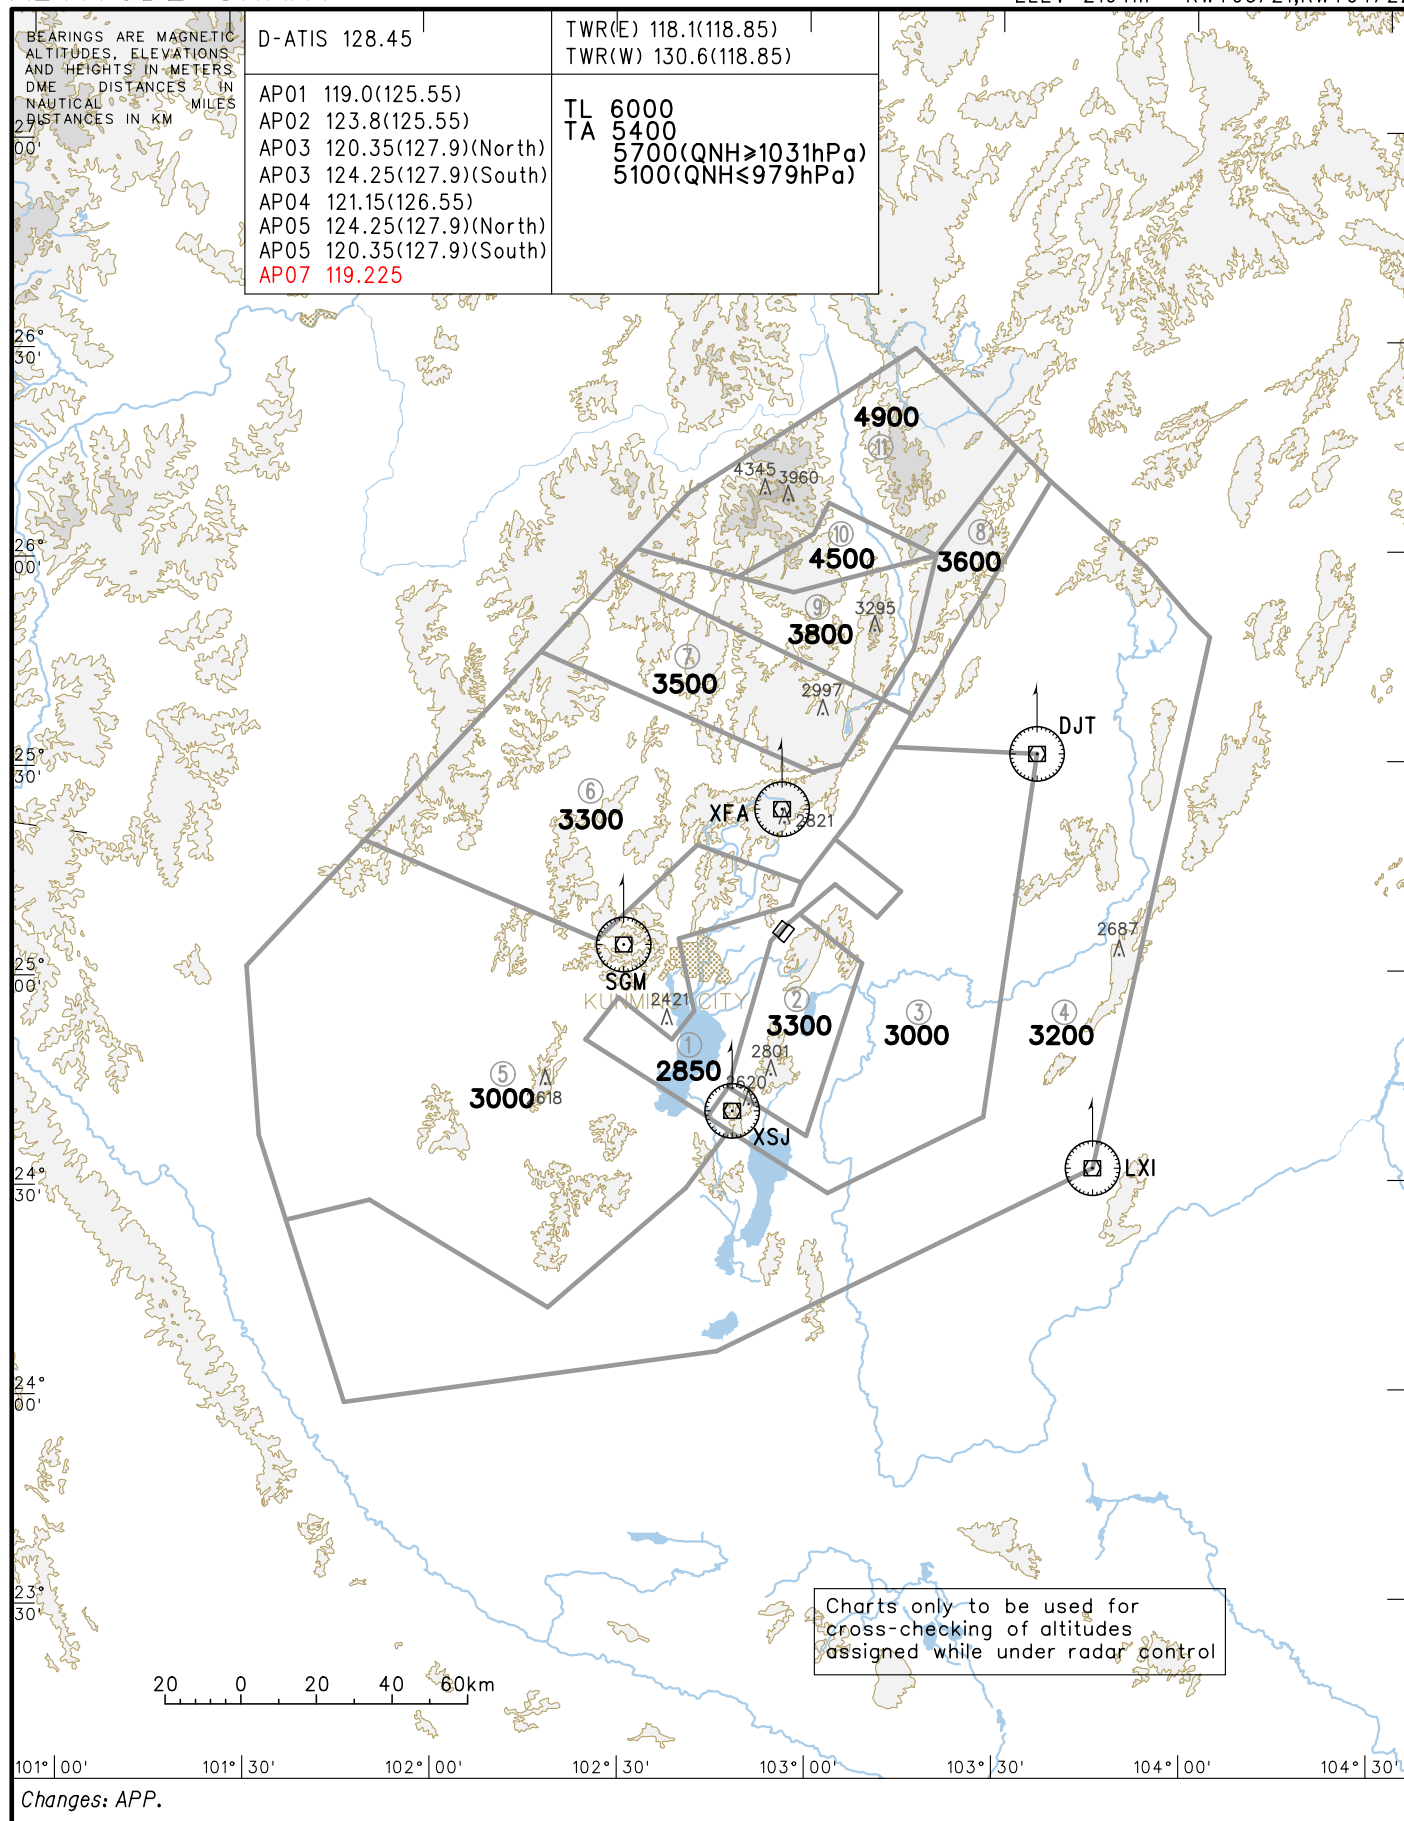 BEARINGS ARE MAGNETIC
ALTITUDES, ELEVATIONS
AND HEIGHTS IN METERS
DME DISTANCES IN
NAUTICAL MILES
DISTANCES IN KM
D-ATIS 128.45
TWR(E) 118.1(118.85)
TWR(W) 130.6(118.85)
AP01 119.0(125.55)
AP02 123.8(125.55)
AP03 120.35(127.9)(North)
AP03 124.25(127.9)(South)
AP04 121.15(126.55)
AP05 124.25(127.9)(North)
AP05 120.35(127.9)(South)
AP07 119.225
TL 6000
TA 5400
5700(QNH≥1031hPa)
5100(QNH≤979hPa)
27°
00'
26°
30'
4900
⑪
4345
3960
26°
00'
⑩
4500
⑧
3600
⑨
3800
3295
⑦
3500
2997
DJT
25°
30'
⑥
3300
XFA
2821
2687
25°
00'
SGM
KUNMING CITY
2421
②
3300
③
3000
④
3200
①
2850
2801
2620
⑤
3000
2618
XSJ
LXI
24°
30'
24°
00'
23°
30'
Charts only to be used for
cross-checking of altitudes
assigned while under radar control
20 0 20 40 60km
101°00' 101°30' 102°00' 102°30' 103°00' 103°30' 104°00' 104°30'
Changes: APP.